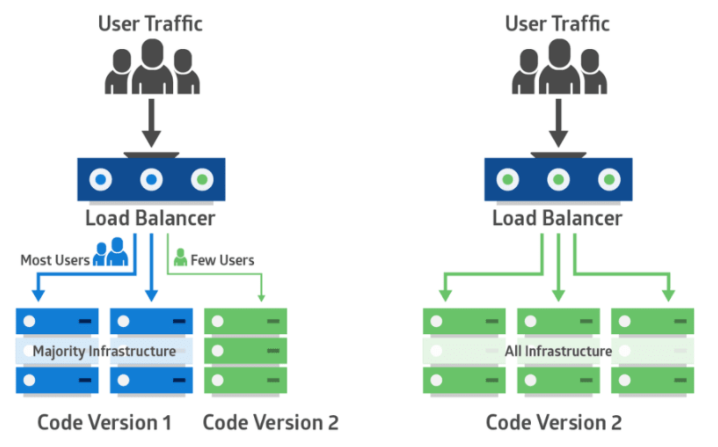 User Traffic
Load Balancer
Most Users
Few Users
Majority Infrastructure
Code Version 1
Code Version 2
User Traffic
Load Balancer
All Infrastructure
Code Version 2